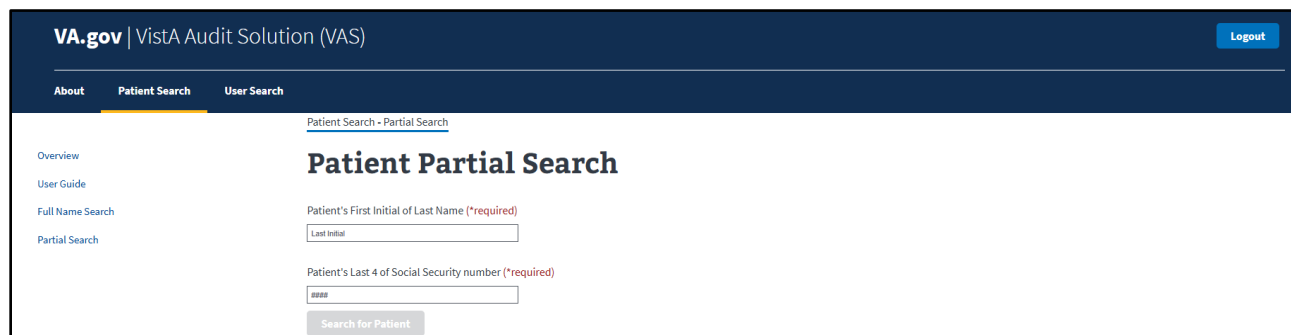 VA.gov | VistA Audit Solution (VAS)
Logout
About Patient Search User Search
Patient Search - Partial Search
Overview
User Guide
Full Name Search
Partial Search
Patient Partial Search
Patient's First Initial of Last Name (*required)
Last Initial
Patient's Last 4 of Social Security number (*required)
####
Search for Patient